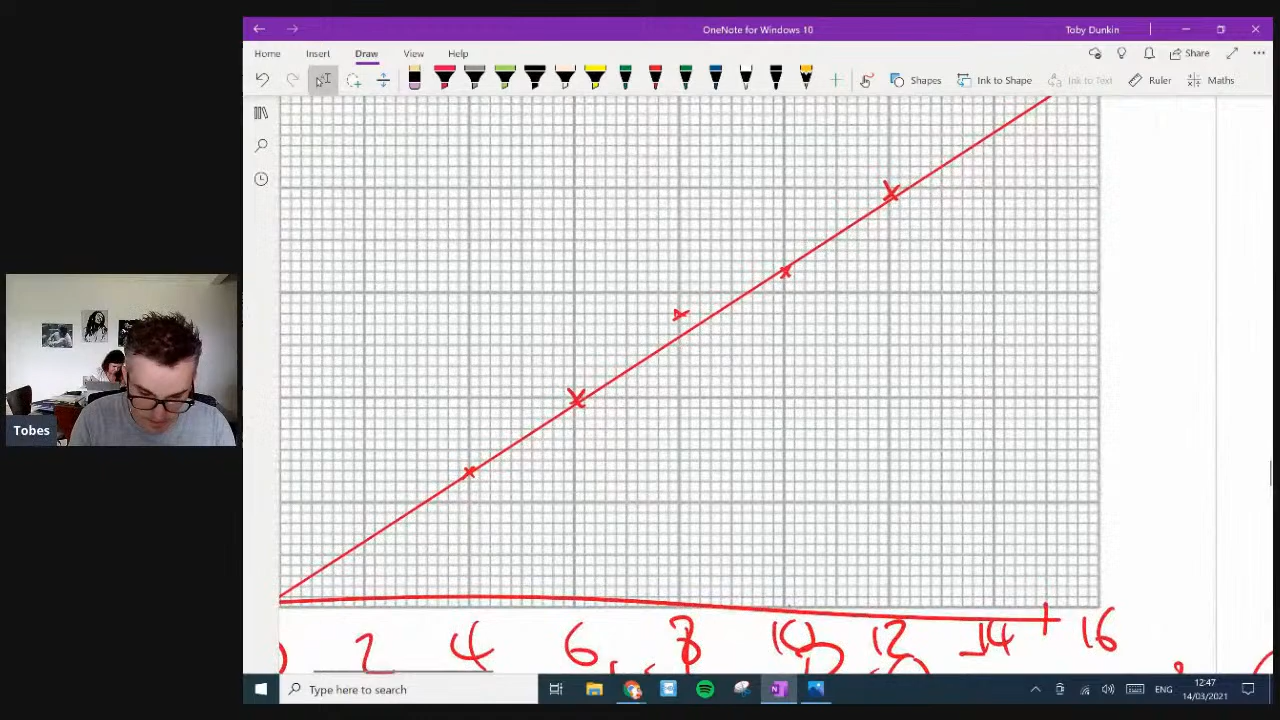 OneNote for Windows 10
Toby Dunkin
Home Insert Draw View Help
Share
Shapes
Ink to Shape
Ink to Text
Ruler
Maths
Tobes
2 4 6 8 10 12 14 16
Type here to search
ENG
12:47
14/03/2021